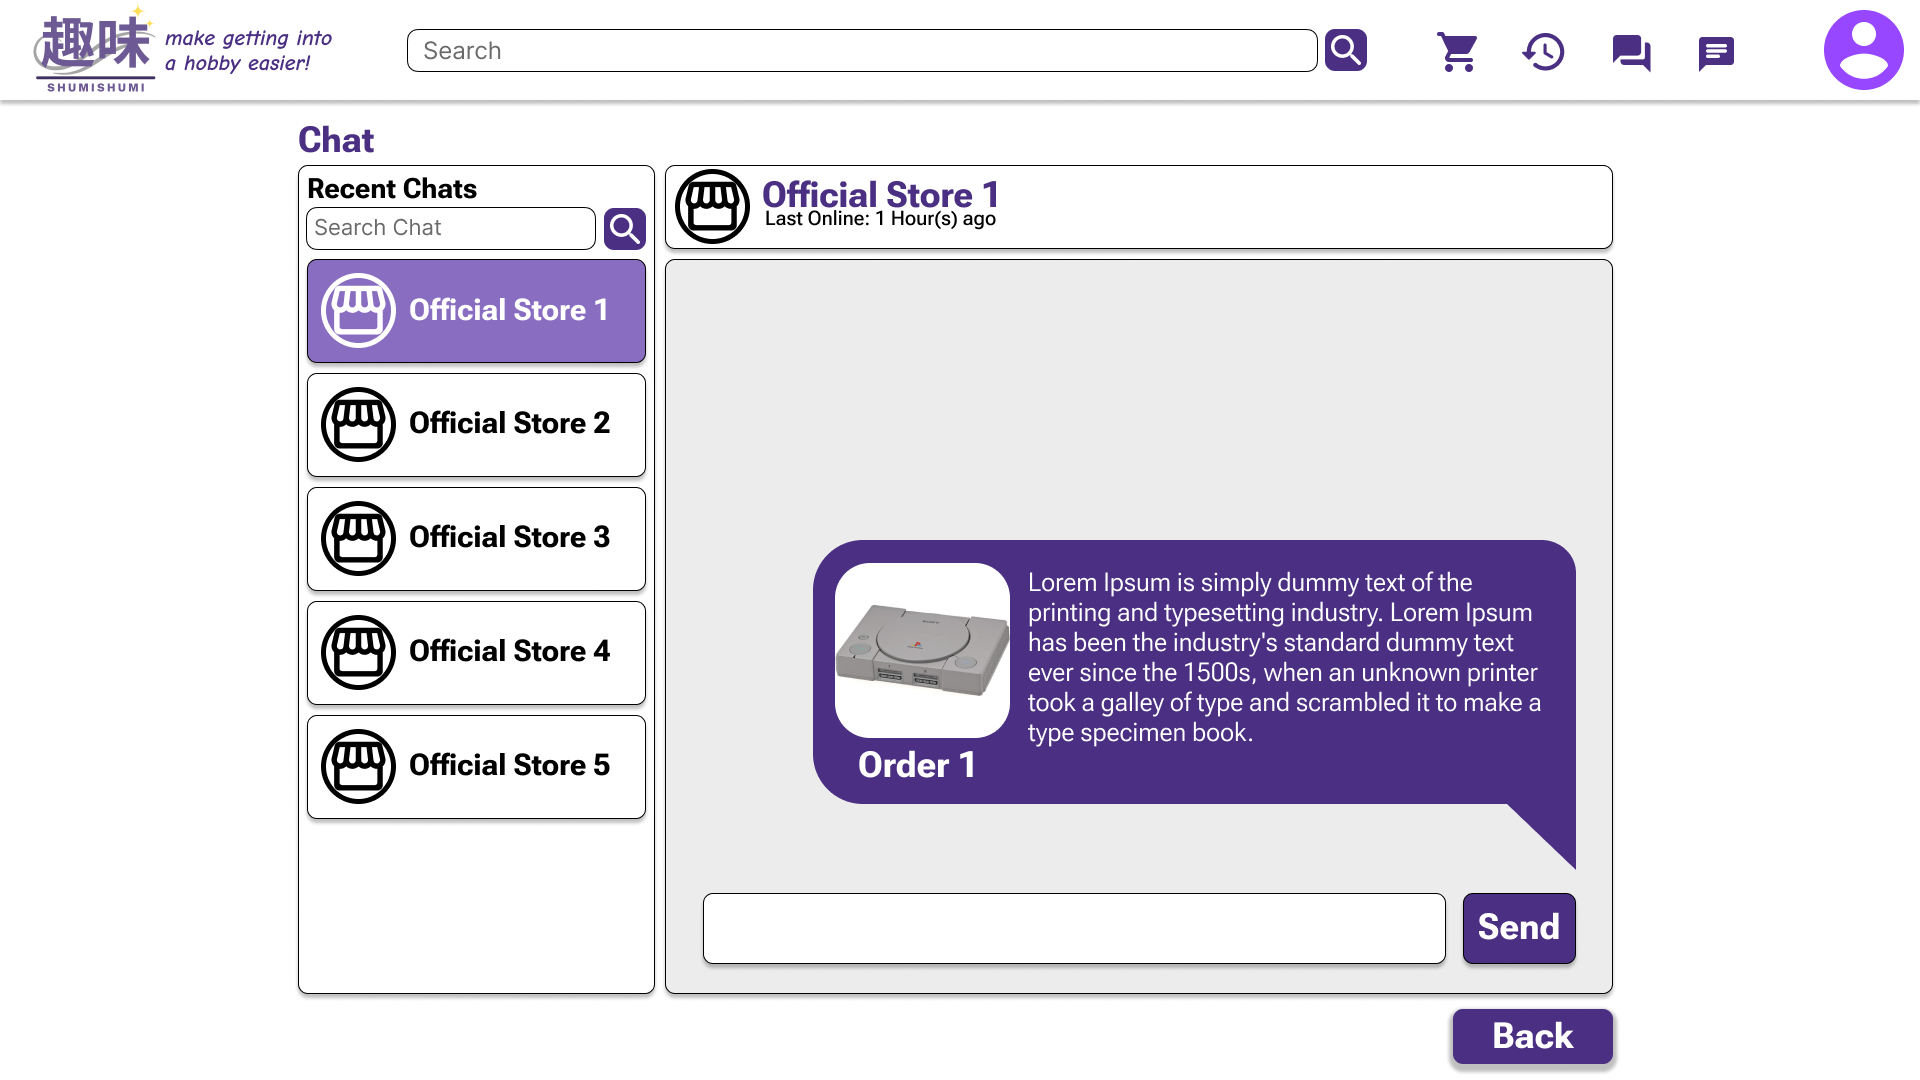 趣味
SHUMISHUMI
make getting into
a hobby easier!
Search
Chat
Recent Chats
Search Chat
Official Store 1
Official Store 2
Official Store 3
Official Store 4
Official Store 5
Official Store 1
Last Online: 1 Hour(s) ago
Lorem Ipsum is simply dummy text of the
printing and typesetting industry. Lorem Ipsum
has been the industry's standard dummy text
ever since the 1500s, when an unknown printer
took a galley of type and scrambled it to make a
type specimen book.
Order 1
Send
Back